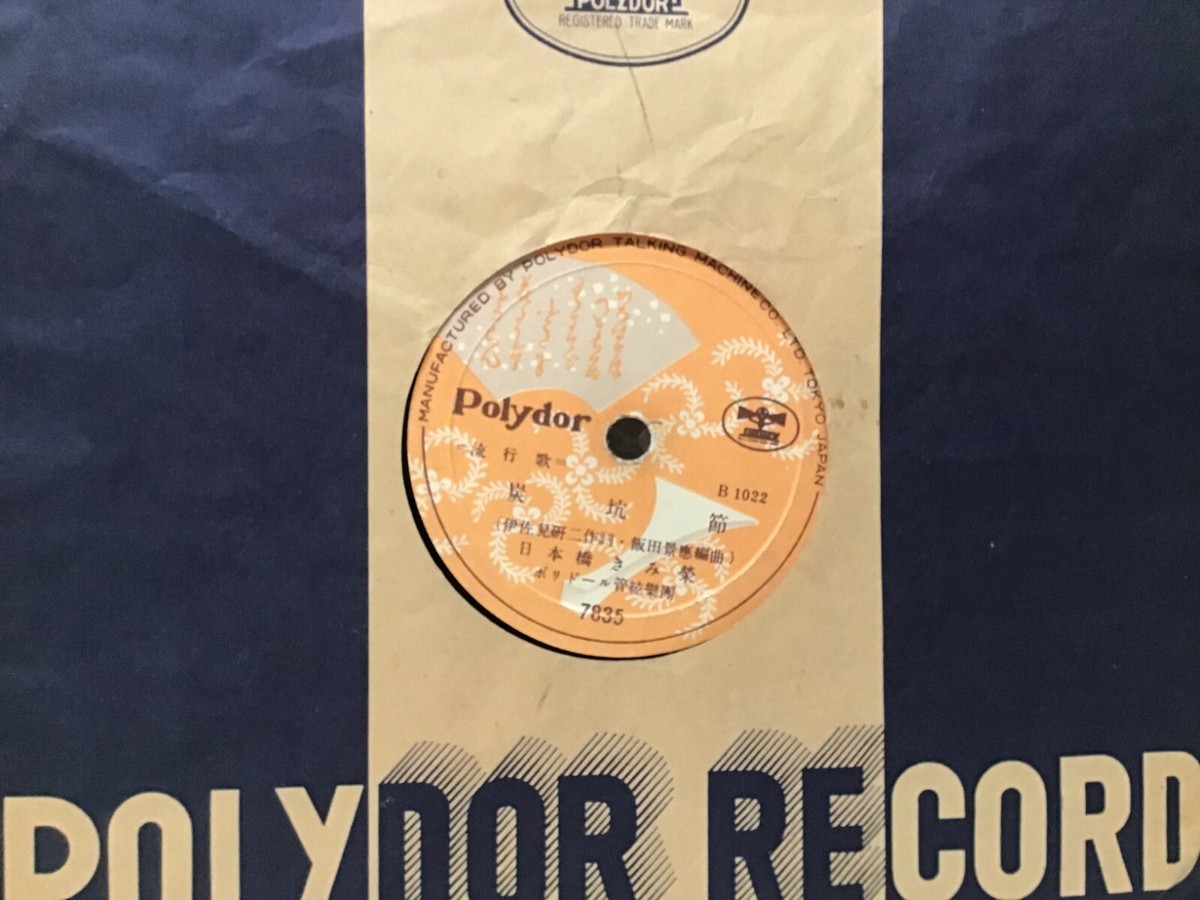 POLYDOR
REGISTERED TRADE MARK
MANUFACTURED BY POLYDOR TALKING MACHINE CO. LTD. TOKYO JAPAN
Polydor
=流行歌=
B 1022
炭坑節
(伊佐見研二作詞・飯田景應編曲)
日本橋きみ榮
ポリドール管絃樂團
7835
POLYDOR RECORD